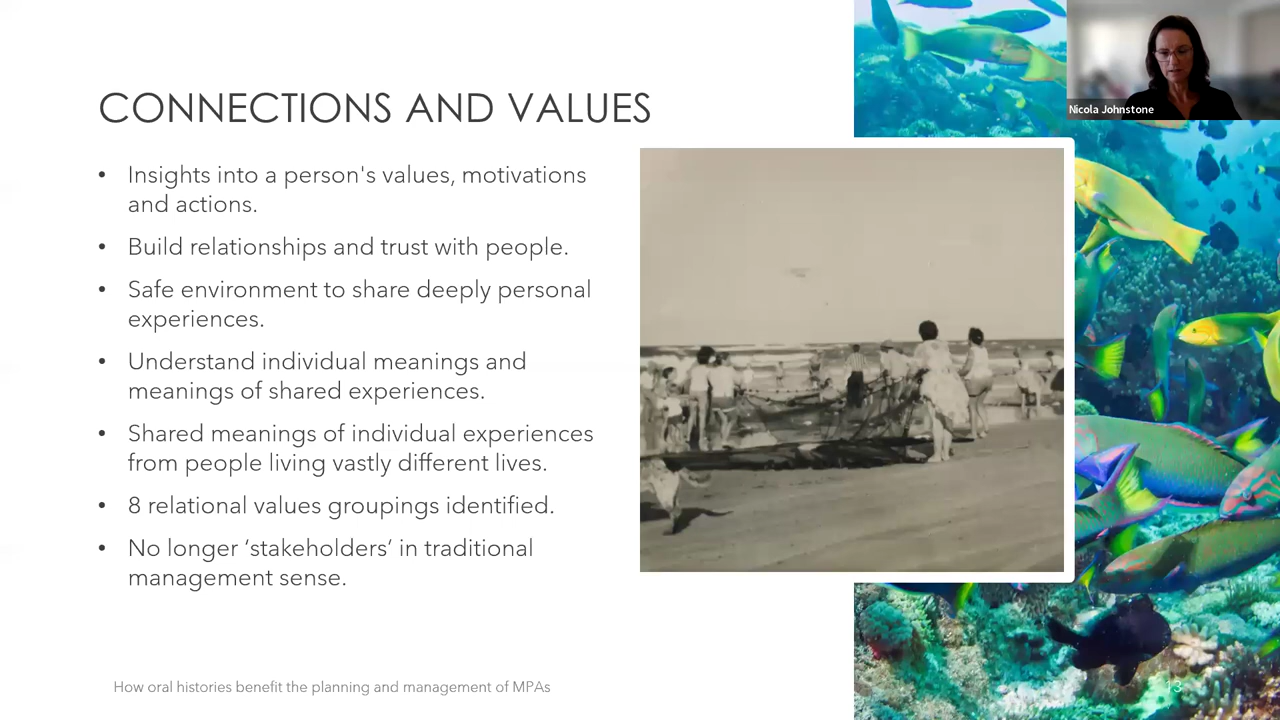 CONNECTIONS AND VALUES
• Insights into a person's values, motivations
and actions.
• Build relationships and trust with people.
• Safe environment to share deeply personal
experiences.
• Understand individual meanings and
meanings of shared experiences.
• Shared meanings of individual experiences
from people living vastly different lives.
• 8 relational values groupings identified.
• No longer ‘stakeholders’ in traditional
management sense.
Nicola Johnstone
How oral histories benefit the planning and management of MPAs
13